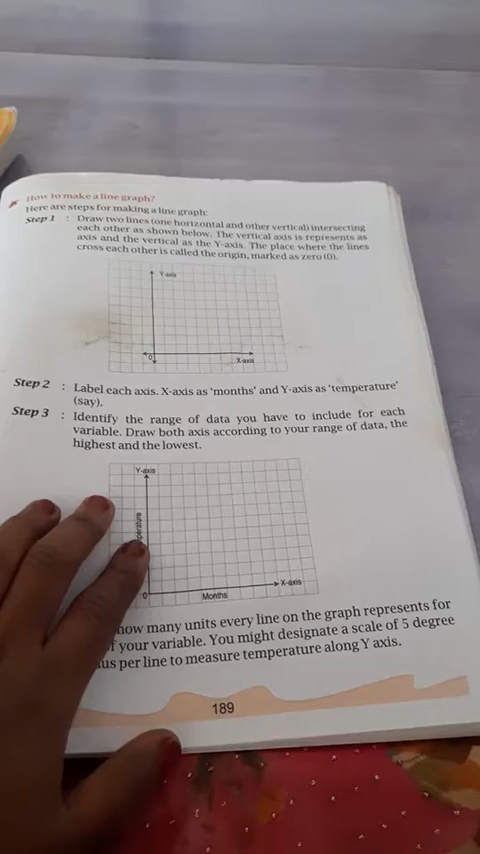 How to make a line graph?
Here are steps for making a line graph:
Step 1 : Draw two lines (one horizontal and other vertical) intersecting
each other as shown below. The vertical axis is represents as
axis and the vertical as the Y-axis. The place where the lines
cross each other is called the origin, marked as zero (0).
Y-axis
0
X-axis
Step 2 : Label each axis. X-axis as 'months' and Y-axis as 'temperature'
(say),
Step 3 : Identify the range of data you have to include for each
variable. Draw both axis according to your range of data, the
highest and the lowest.
Y-axis
perature
0
Months
X-axis
how many units every line on the graph represents for
your variable. You might designate a scale of 5 degree
us per line to measure temperature along Y axis.
189